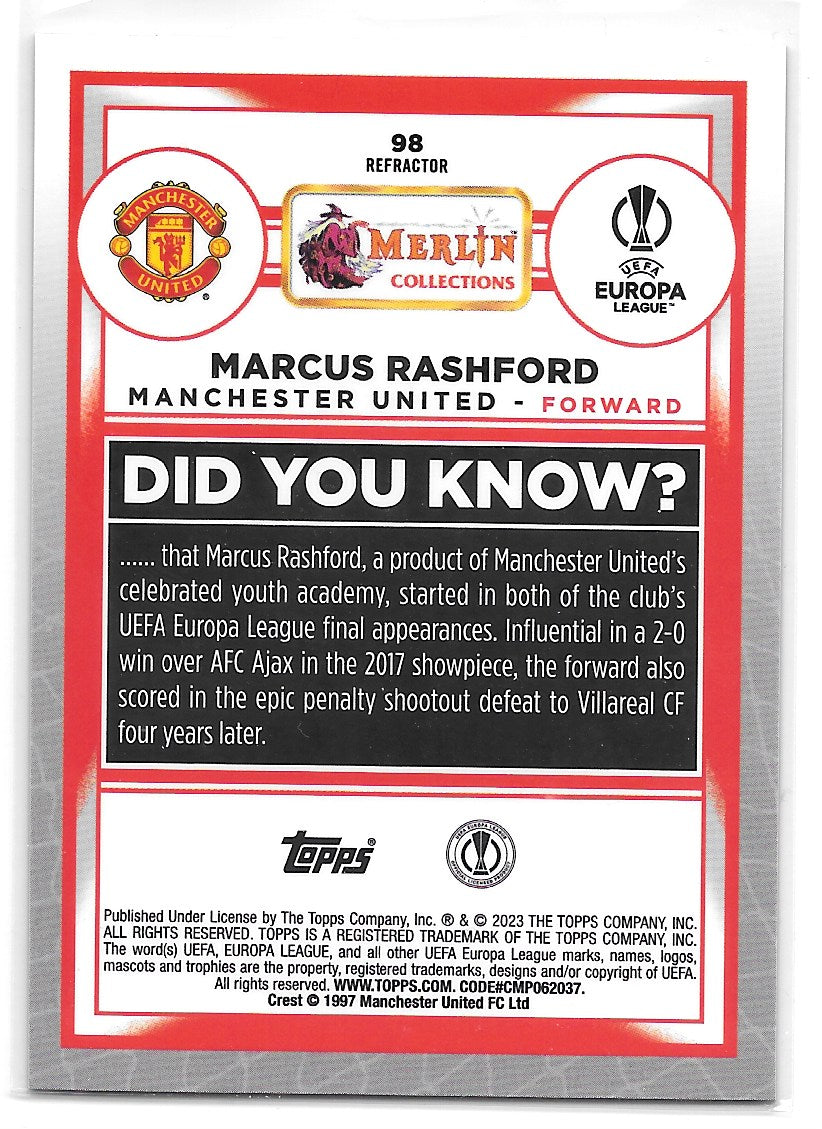 98
REFRACTOR
MANCHESTER
UNITED
®
MERLIN™
COLLECTIONS
UEFA
EUROPA
LEAGUE™
MARCUS RASHFORD
MANCHESTER UNITED - FORWARD
DID YOU KNOW?
...... that Marcus Rashford, a product of Manchester United's
celebrated youth academy, started in both of the club's
UEFA Europa League final appearances. Influential in a 2-0
win over AFC Ajax in the 2017 showpiece, the forward also
scored in the epic penalty shootout defeat to Villareal CF
four years later.
topps®
UEFA EUROPA LEAGUE
OFFICIAL LICENSED PRODUCT
Published Under License by The Topps Company, Inc. ® & © 2023 THE TOPPS COMPANY, INC.
ALL RIGHTS RESERVED. TOPPS IS A REGISTERED TRADEMARK OF THE TOPPS COMPANY, INC.
The word(s) UEFA, EUROPA LEAGUE, and all other UEFA Europa League marks, names, logos,
mascots and trophies are the property, registered trademarks, designs and/or copyright of UEFA.
All rights reserved. WWW.TOPPS.COM. CODE#CMP062037.
Crest © 1997 Manchester United FC Ltd